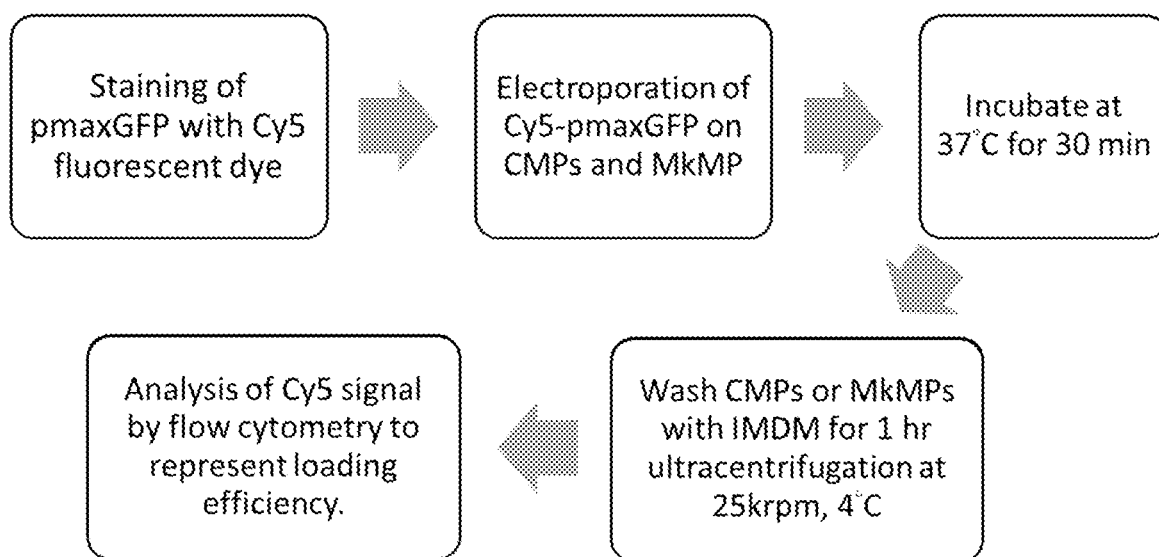 Staining of
pmaxGFP with Cy5
fluorescent dye
Electroporation of
Cy5-pmaxGFP on
CMPs and MkMP
Incubate at
37°C for 30 min
Wash CMPs or MkMPs
with IMDM for 1 hr
ultracentrifugation at
25krpm, 4°C
Analysis of Cy5 signal
by flow cytometry to
represent loading
efficiency.